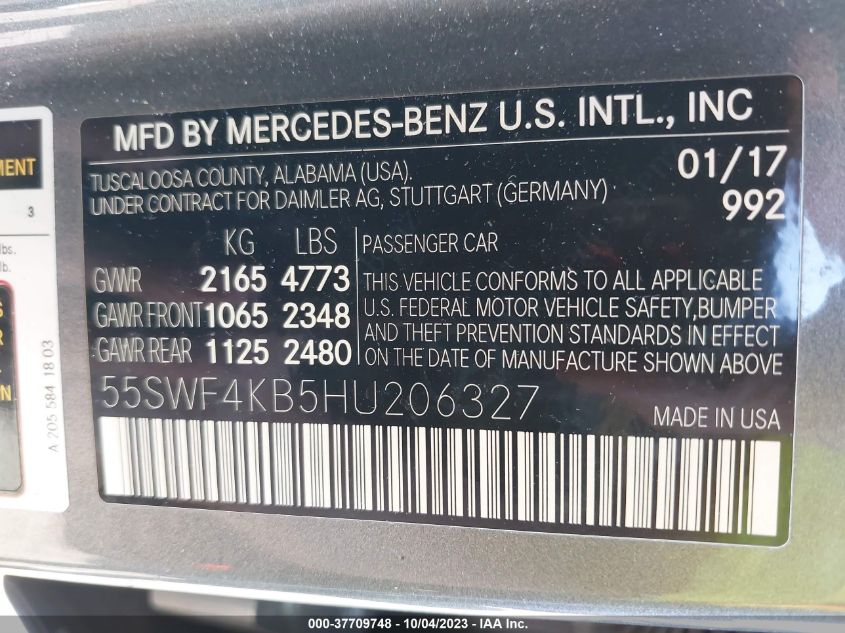 MFD BY MERCEDES-BENZ U.S. INTL., INC
TUSCALOOSA COUNTY, ALABAMA (USA). 01/17
UNDER CONTRACT FOR DAIMLER AG, STUTTGART (GERMANY) 992
KG LBS
GVWR 2165 4773
GAWR FRONT 1065 2348
GAWR REAR 1125 2480
PASSENGER CAR
THIS VEHICLE CONFORMS TO ALL APPLICABLE
U.S. FEDERAL MOTOR VEHICLE SAFETY,BUMPER
AND THEFT PREVENTION STANDARDS IN EFFECT
ON THE DATE OF MANUFACTURE SHOWN ABOVE
55SWF4KB5HU206327
MADE IN USA
3
lbs.
lb.
A 205 584 18 03
000-37709748 - 10/04/2023 - IAA Inc.